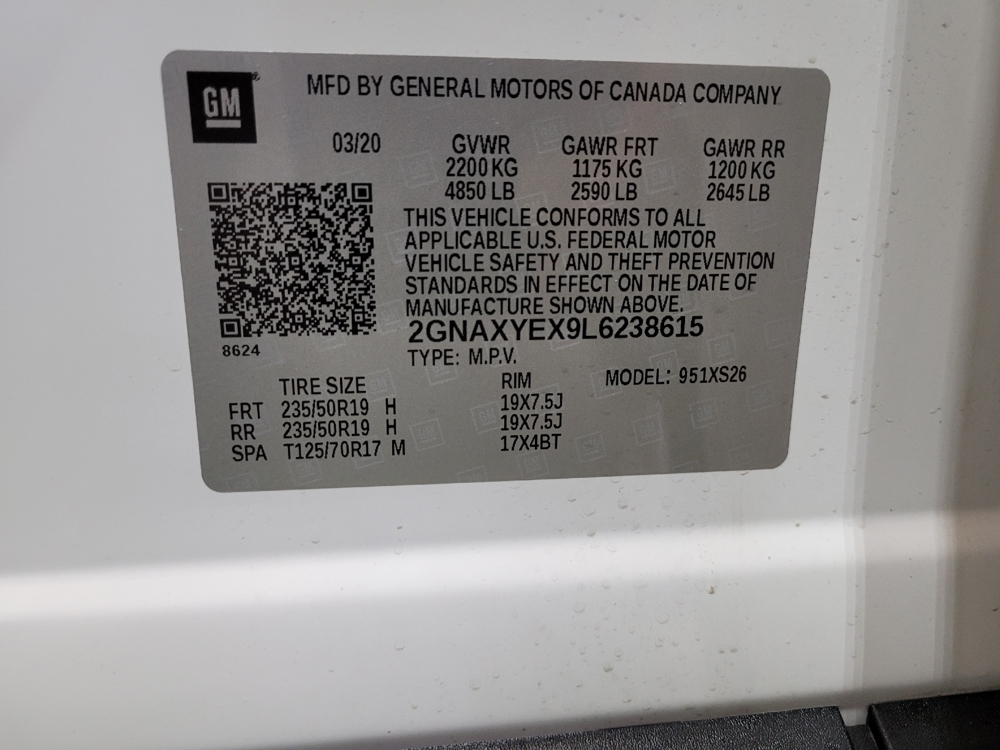 GM
MFD BY GENERAL MOTORS OF CANADA COMPANY
03/20 GVWR GAWR FRT GAWR RR
2200 KG 1175 KG 1200 KG
4850 LB 2590 LB 2645 LB
THIS VEHICLE CONFORMS TO ALL
APPLICABLE U.S. FEDERAL MOTOR
VEHICLE SAFETY AND THEFT PREVENTION
STANDARDS IN EFFECT ON THE DATE OF
MANUFACTURE SHOWN ABOVE.
2GNAXYEX9L6238615
8624
TYPE: M.P.V.
TIRE SIZE RIM MODEL: 951XS26
FRT 235/50R19 H 19X7.5J
RR 235/50R19 H 19X7.5J
SPA T125/70R17 M 17X4BT